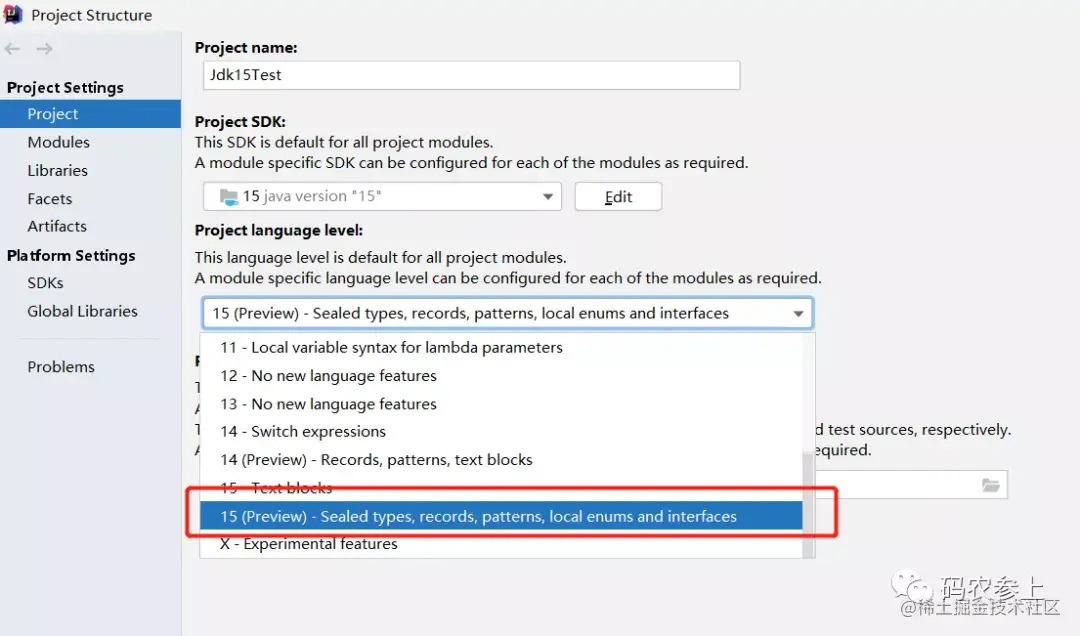 Project Structure
Project Settings
Project
Modules
Libraries
Facets
Artifacts
Platform Settings
SDKs
Global Libraries
Problems
Project name:
Jdk15Test
Project SDK:
This SDK is default for all project modules.
A module specific SDK can be configured for each of the modules as required.
15 java version "15"
Edit
Project language level:
This language level is default for all project modules.
A module specific language level can be configured for each of the modules as required.
15 (Preview) - Sealed types, records, patterns, local enums and interfaces
11 - Local variable syntax for lambda parameters
12 - No new language features
13 - No new language features
14 - Switch expressions
d test sources, respectively.
equired.
14 (Preview) - Records, patterns, text blocks
15 - Text blocks
15 (Preview) - Sealed types, records, patterns, local enums and interfaces
X - Experimental features
码农参上
@稀土掘金技术社区